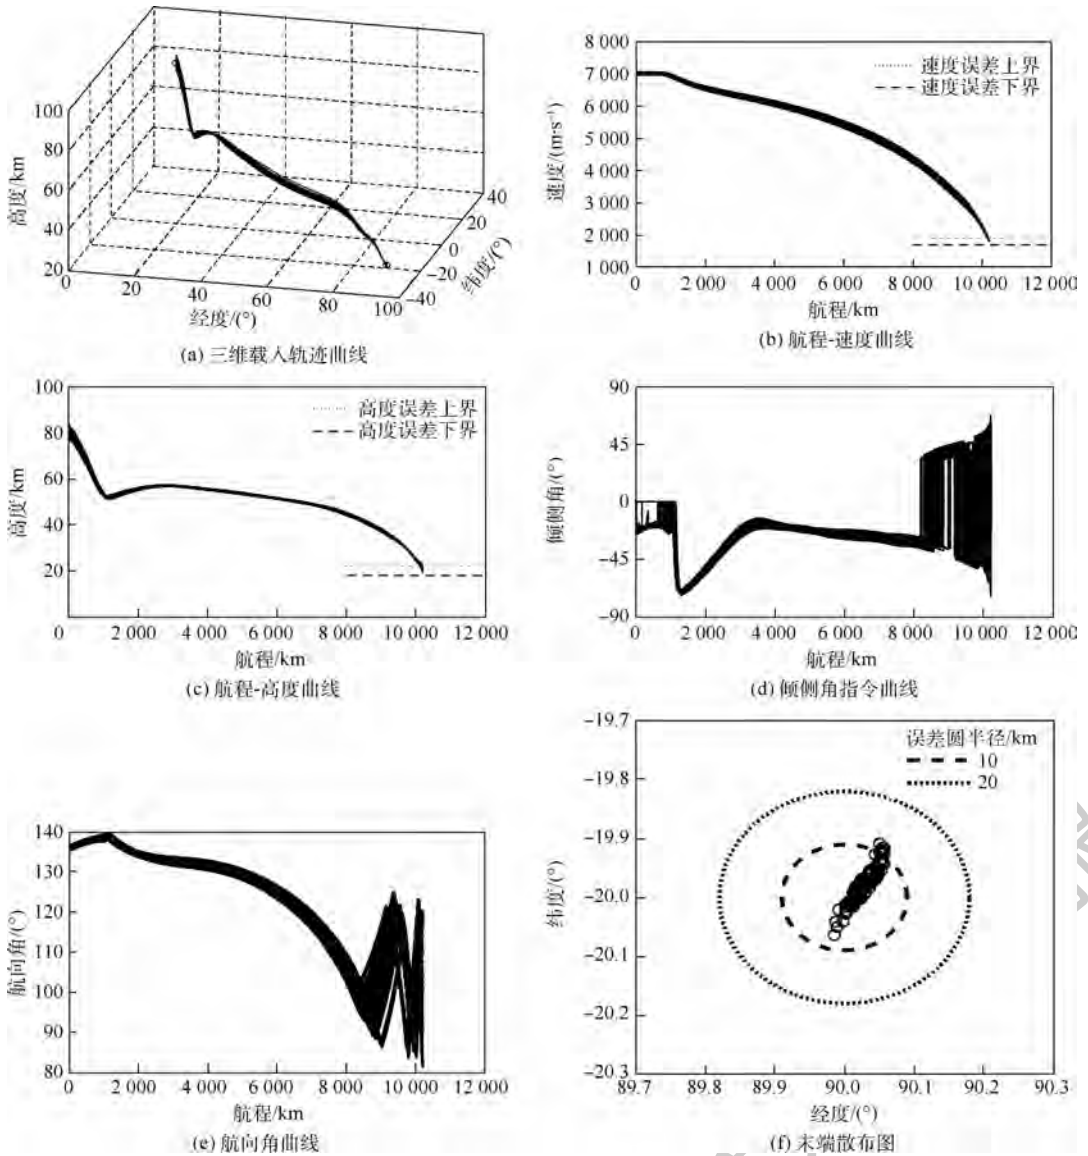 100
80
60
40
20
高度/km
0
20
40
60
80
100
经度/(°)
40
20
0
−20
−40
纬度/(°)
(a) 三维载入轨迹曲线
8 000
7 000
6 000
5 000
4 000
3 000
2 000
1 000
速度/(m·s⁻¹)
速度误差上界
速度误差下界
0 2 000 4 000 6 000 8 000 10 000 12 000
航程/km
(b) 航程-速度曲线
100
80
60
40
20
高度/km
高度误差上界
高度误差下界
0 2 000 4 000 6 000 8 000 10 000 12 000
航程/km
(c) 航程-高度曲线
90
45
0
−45
−90
倾侧角/(°)
0 2 000 4 000 6 000 8 000 10 000 12 000
航程/km
(d) 倾侧角指令曲线
140
130
120
110
100
90
80
航向角/(°)
0 2 000 4 000 6 000 8 000 10 000 12 000
航程/km
(e) 航向角曲线
−19.7
−19.8
−19.9
−20.0
−20.1
−20.2
−20.3
纬度/(°)
误差圆半径/km
10
20
89.7 89.8 89.9 90.0 90.1 90.2 90.3
经度/(°)
(f) 末端散布图